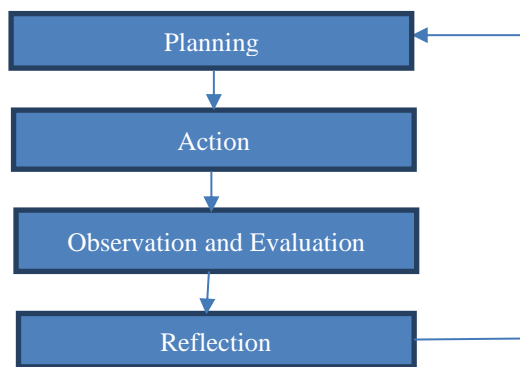 Planning
Action
Observation and Evaluation
Reflection